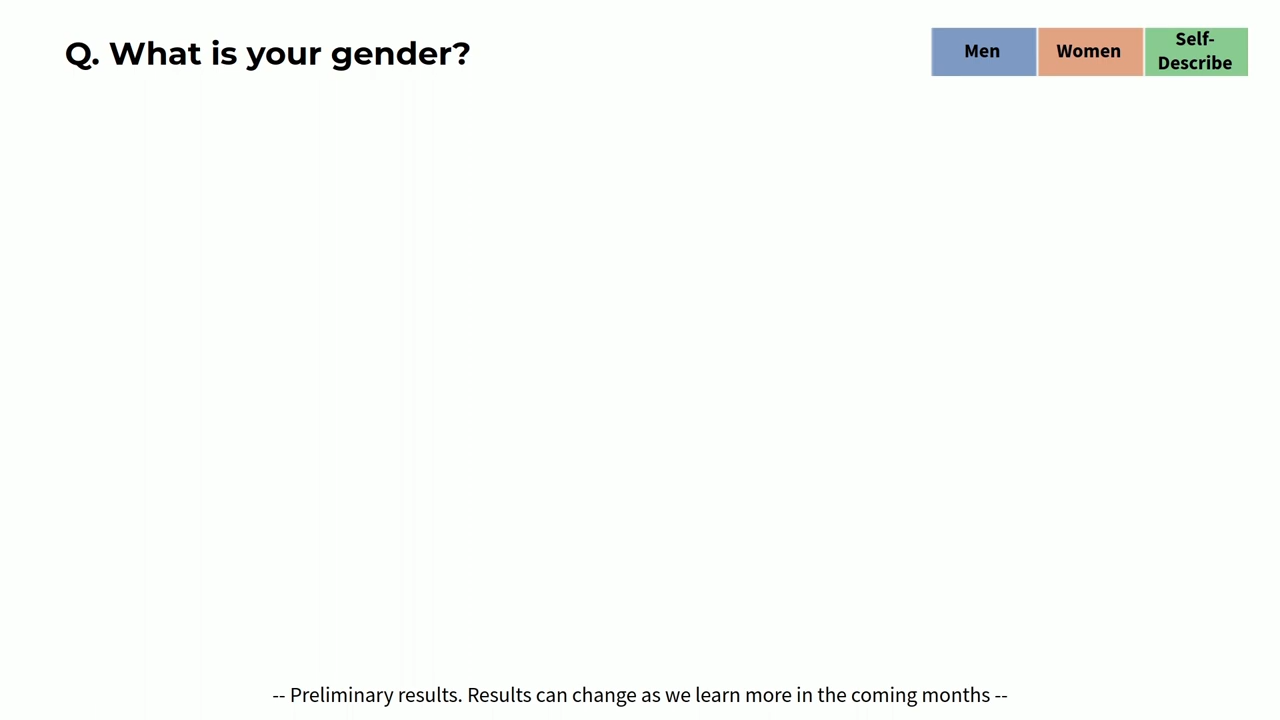 Q. What is your gender?
Men
Women
Self-
Describe
-- Preliminary results. Results can change as we learn more in the coming months --